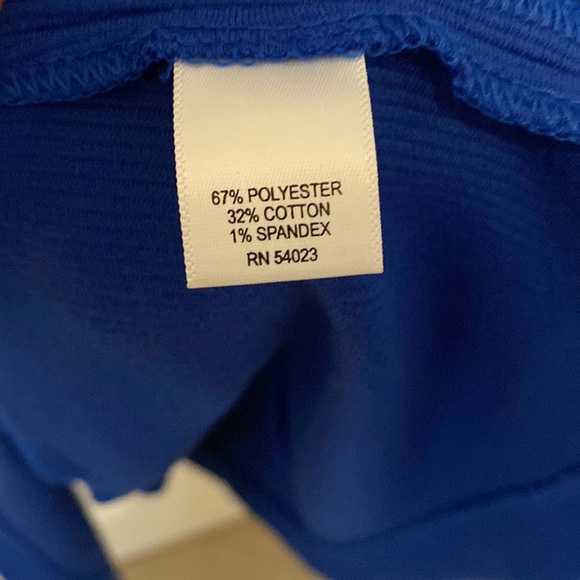 67% POLYESTER
32% COTTON
1% SPANDEX
RN 54023